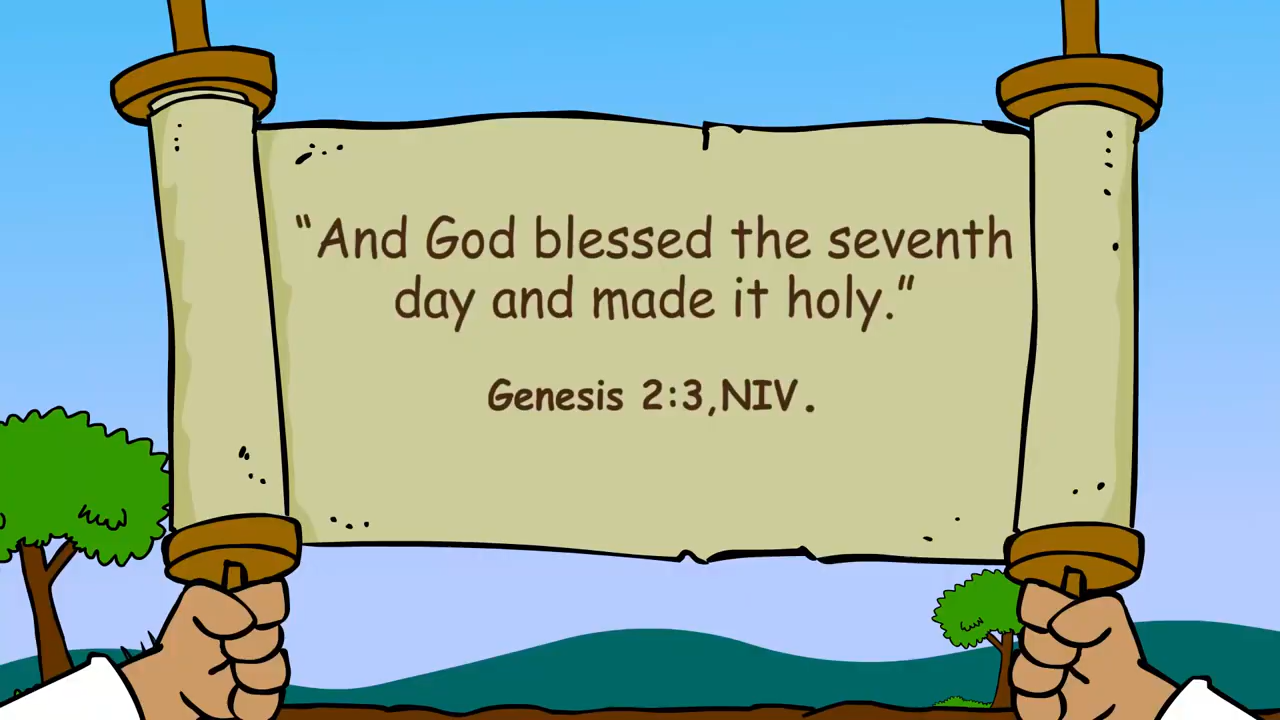 “And God blessed the seventh
day and made it holy.”
Genesis 2:3,NIV.